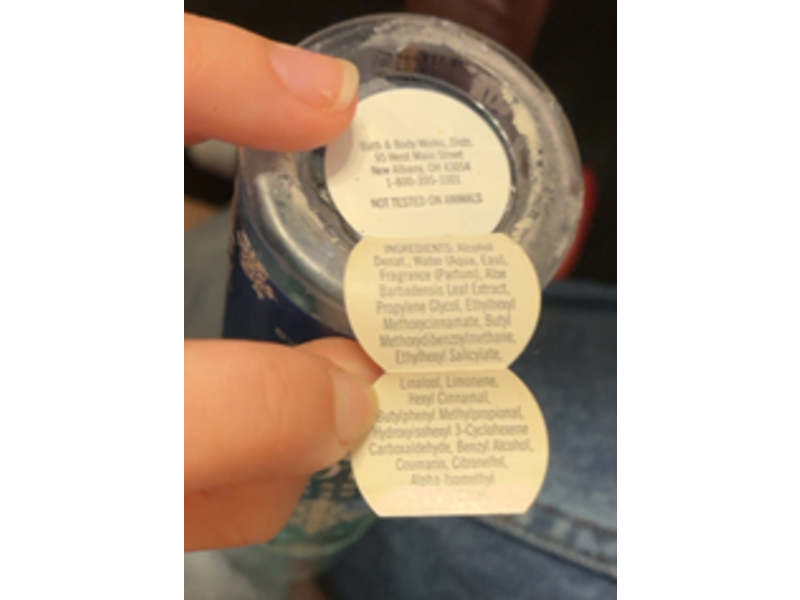 Bath & Body Works, Distr.
95 West Main Street
New Albany, OH 43054
1-800-395-1001
NOT TESTED ON ANIMALS
INGREDIENTS: Alcohol
Denat., Water (Aqua, Eau),
Fragrance (Parfum), Aloe
Barbadensis Leaf Extract,
Propylene Glycol, Ethylhexyl
Methoxycinnamate, Butyl
Methoxydibenzoylmethane,
Ethylhexyl Salicylate,
Linalool, Limonene,
Hexyl Cinnamal,
Butylphenyl Methylpropional,
Hydroxyisohexyl 3-Cyclohexene
Carboxaldehyde, Benzyl Alcohol,
Coumarin, Citronellol,
Alpha-Isomethyl